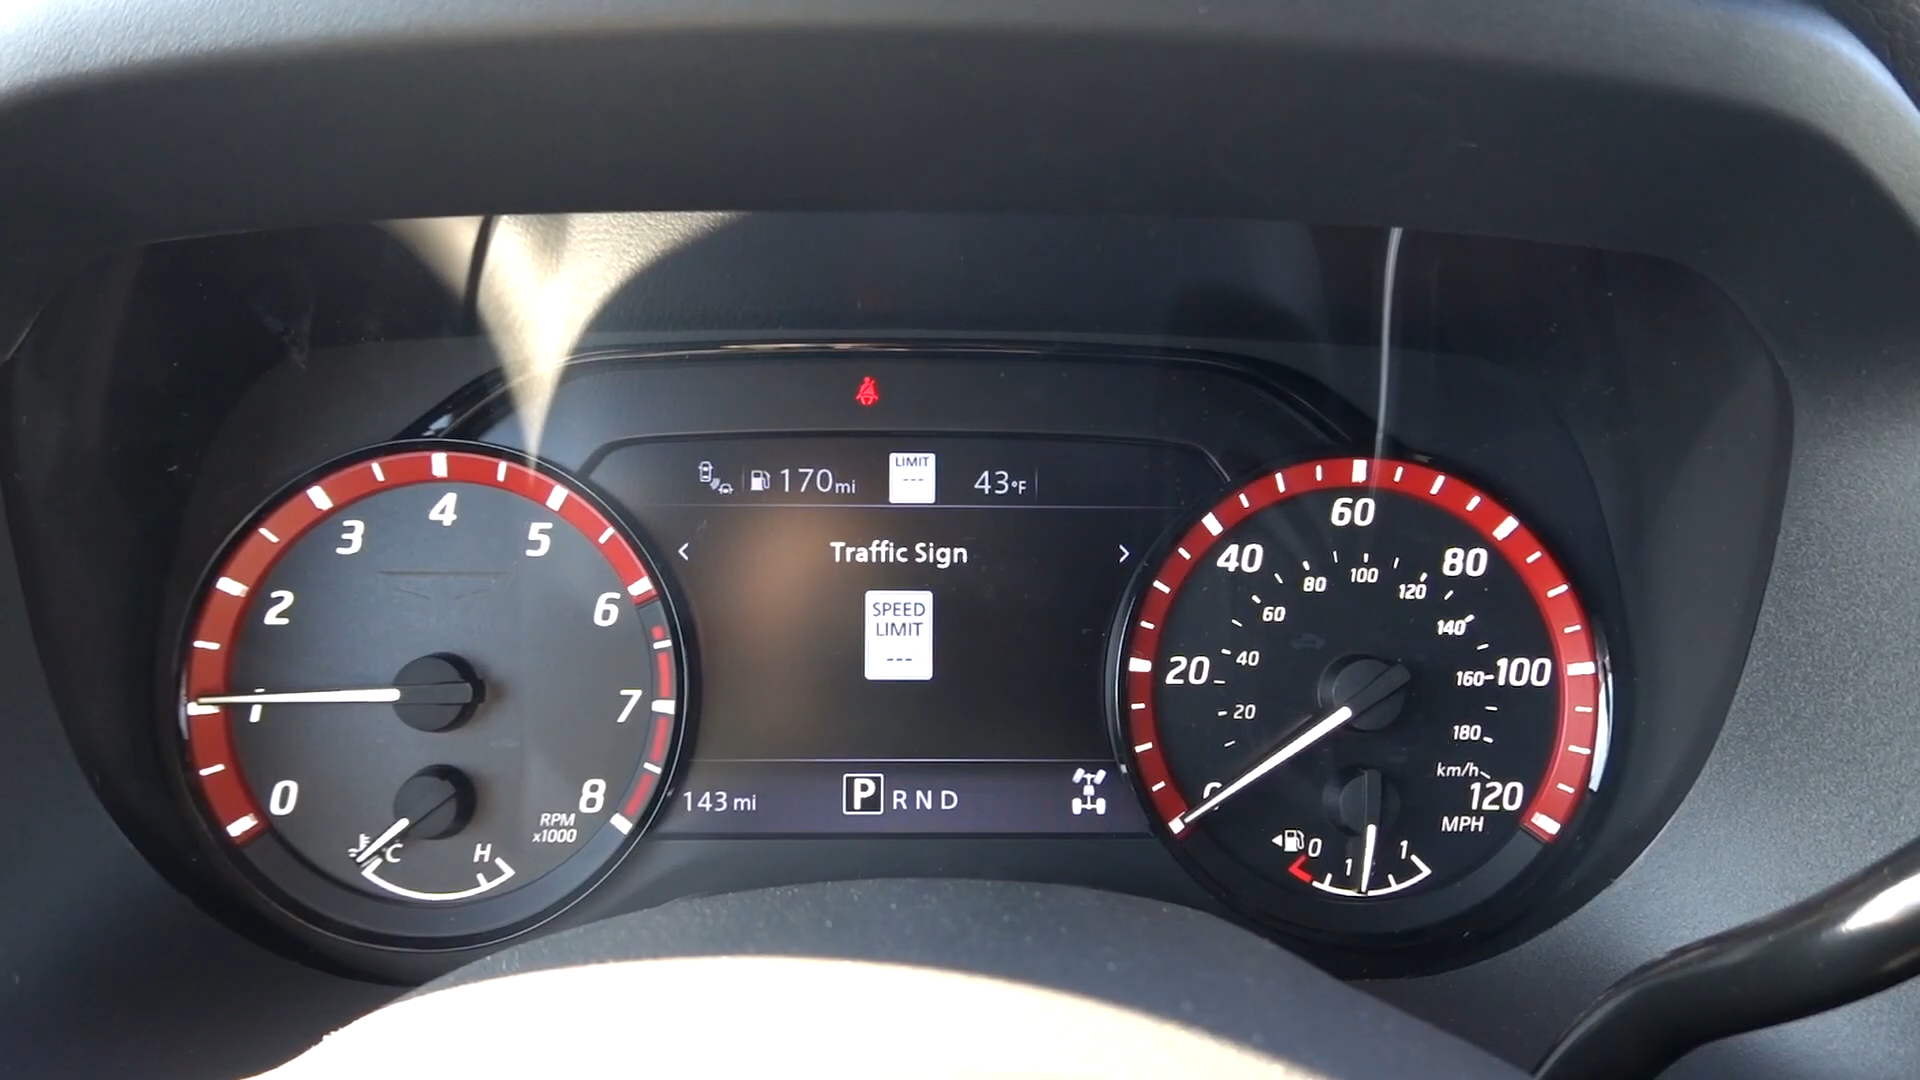 170mi
LIMIT
---
43°F
‹ Traffic Sign ›
SPEED
LIMIT
---
143 mi
P R N D
0
1
2
3
4
5
6
7
8
RPM
x1000
C
H
0
20
40
60
80
100
120
MPH
20
40
60
80
100
120
140
160
180
km/h
0
1
1